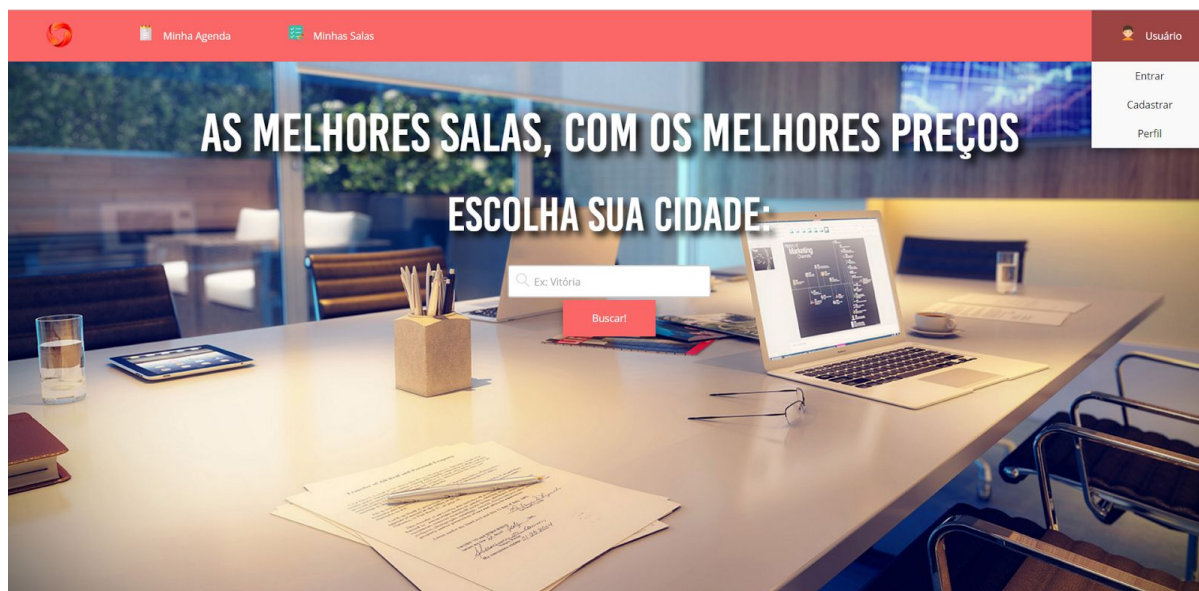 Minha Agenda
Minhas Salas
Usuário
Entrar
Cadastrar
Perfil
AS MELHORES SALAS, COM OS MELHORES PREÇOS
ESCOLHA SUA CIDADE:
Ex: Vitória
Buscar!
Marketing